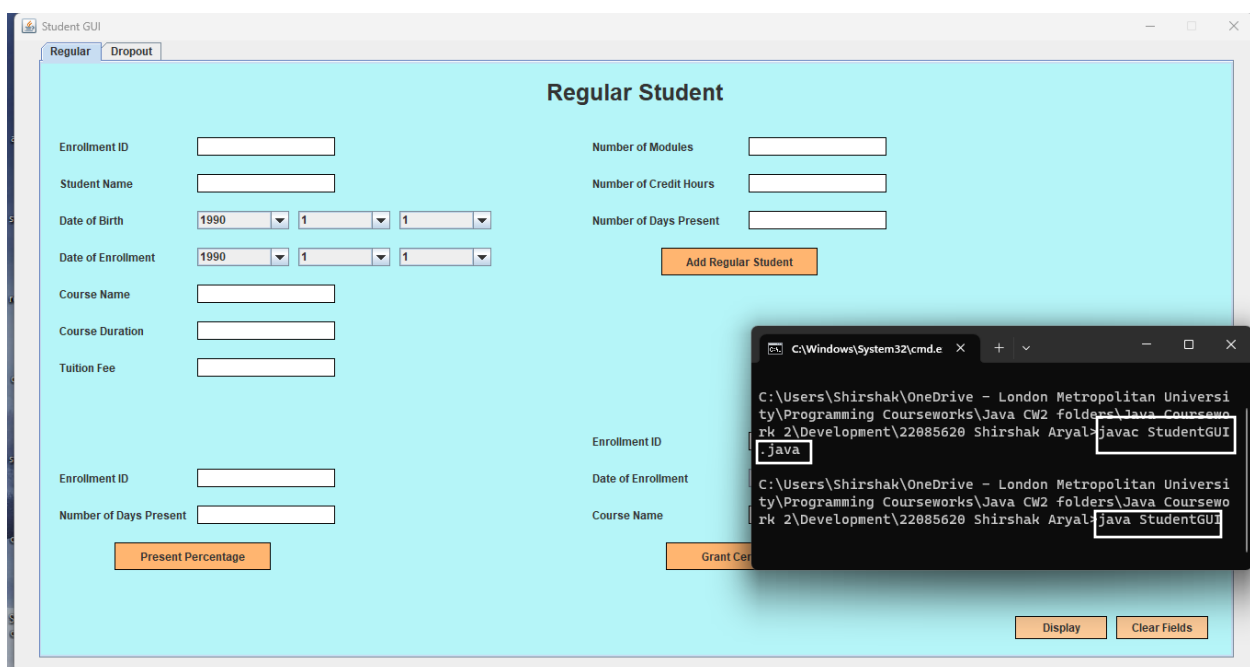 Student GUI
Regular Dropout
Regular Student
Enrollment ID
Student Name
Date of Birth 1990 1 1
Date of Enrollment 1990 1 1
Course Name
Course Duration
Tuition Fee
Number of Modules
Number of Credit Hours
Number of Days Present
Add Regular Student
Enrollment ID
Number of Days Present
Present Percentage
Enrollment ID
Date of Enrollment
Course Name
Grant Cer
C:\Windows\System32\cmd.e
C:\Users\Shirshak\OneDrive - London Metropolitan Universi
ty\Programming Courseworks\Java CW2 folders\Java Coursewo
rk 2\Development\22085620 Shirshak Aryal>javac StudentGUI
.java
C:\Users\Shirshak\OneDrive - London Metropolitan Universi
ty\Programming Courseworks\Java CW2 folders\Java Coursewo
rk 2\Development\22085620 Shirshak Aryal>java StudentGUI
Display Clear Fields